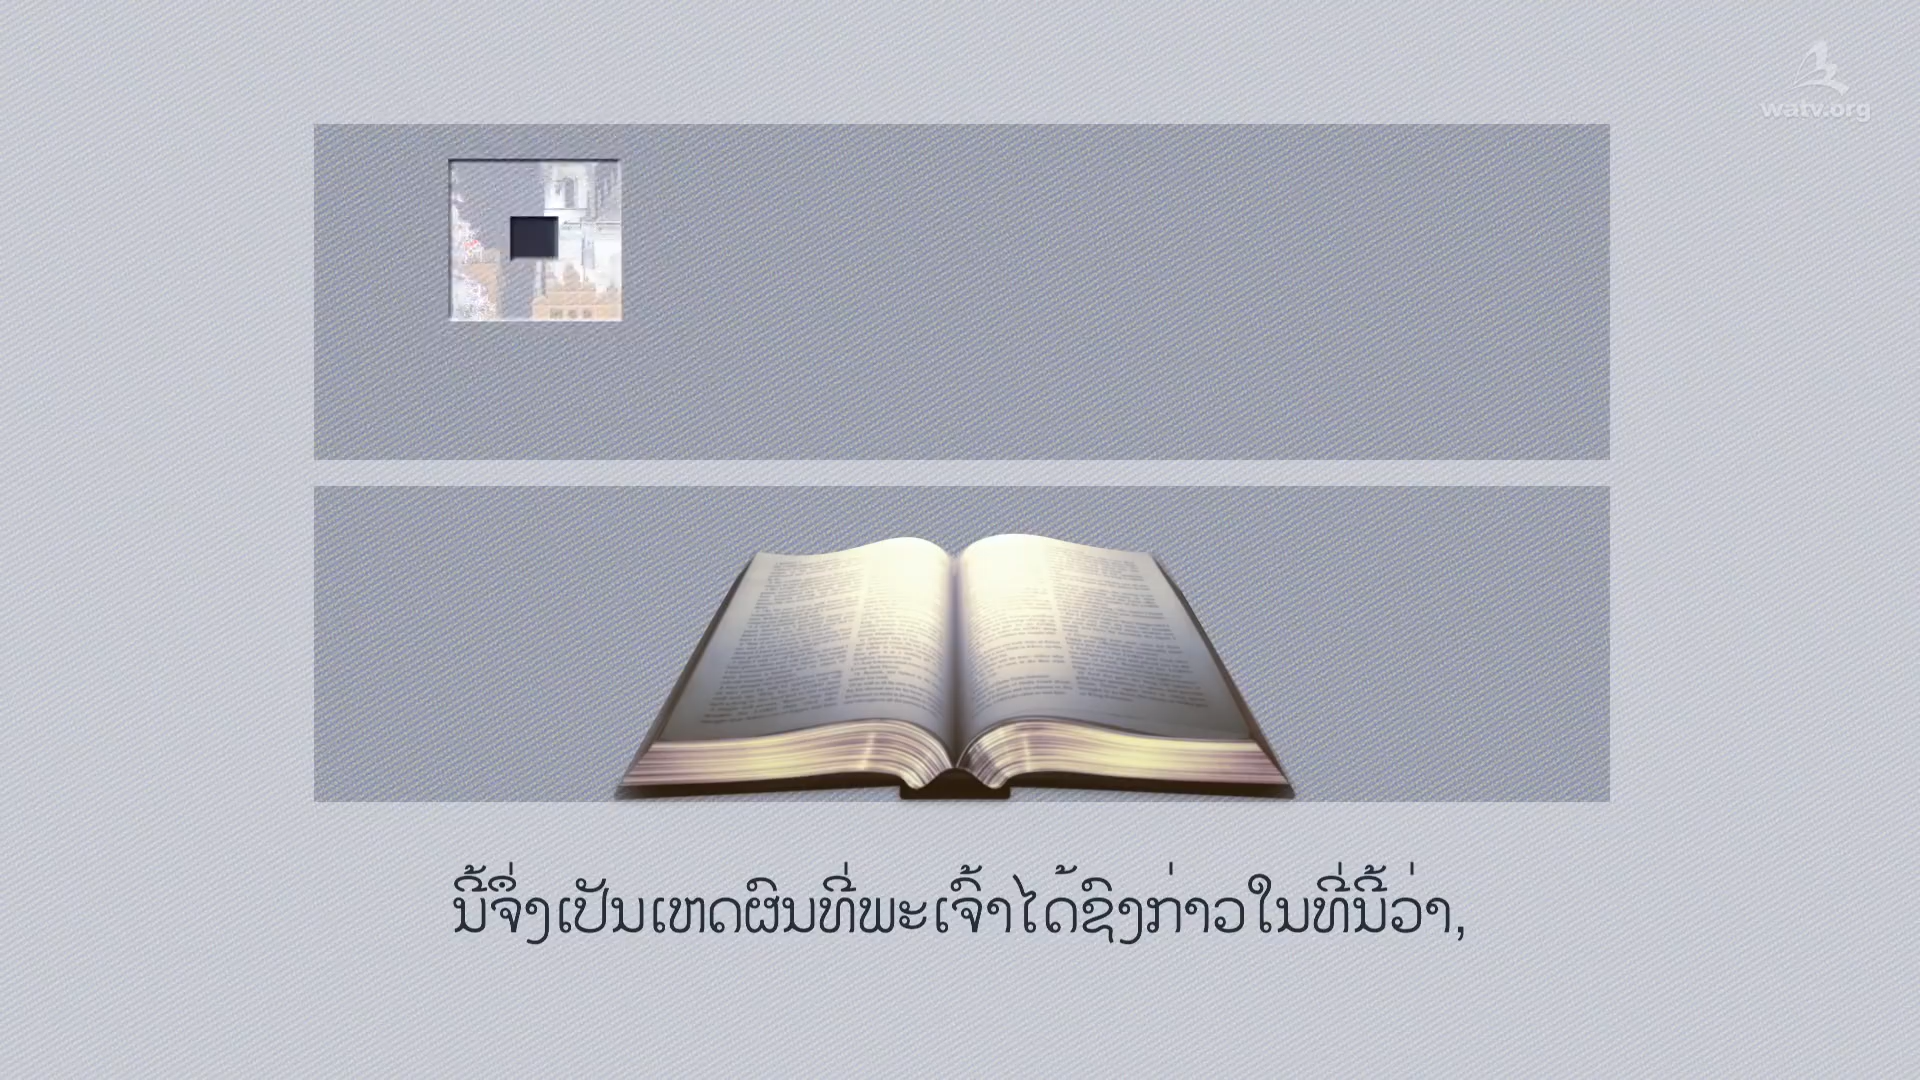 watv.org
ນີ້ຈຶ່ງເປັນເຫດຜົນທີ່ພະເຈົ້າໄດ້ຊົງກ່າວໃນທີ່ນີ້ວ່າ,